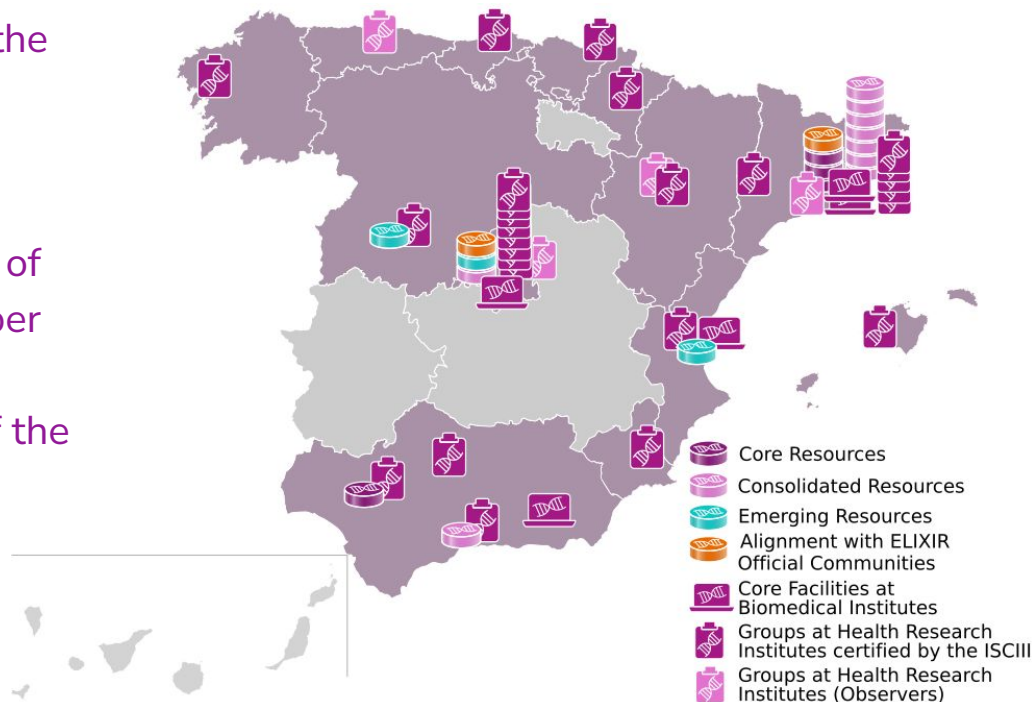 the
of
ber
f the
Core Resources
Consolidated Resources
Emerging Resources
Alignment with ELIXIR
Official Communities
Core Facilities at
Biomedical Institutes
Groups at Health Research
Institutes certified by the ISCIII
Groups at Health Research
Institutes (Observers)